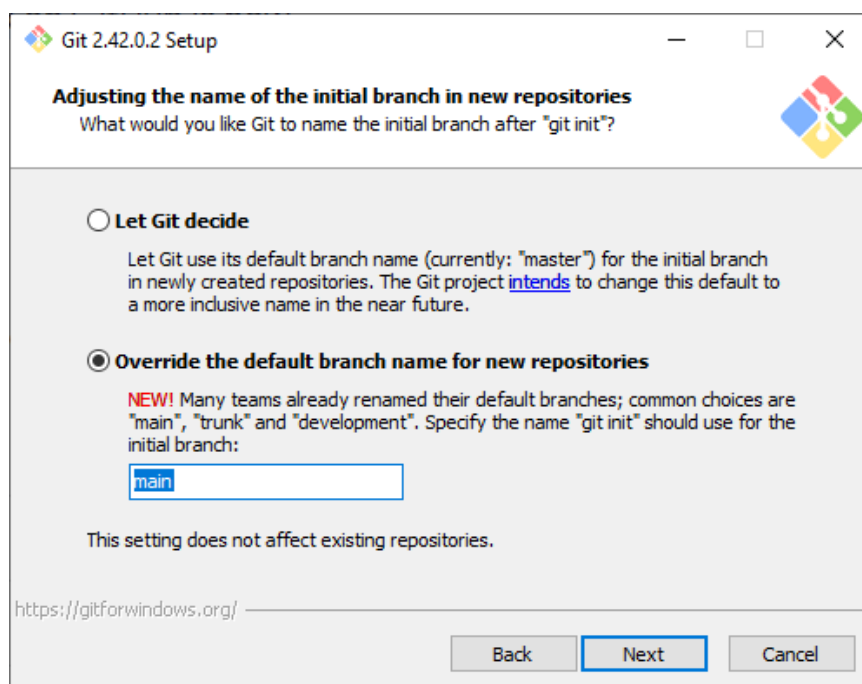 Git 2.42.0.2 Setup
Adjusting the name of the initial branch in new repositories
What would you like Git to name the initial branch after "git init"?
Let Git decide
Let Git use its default branch name (currently: "master") for the initial branch
in newly created repositories. The Git project intends to change this default to
a more inclusive name in the near future.
Override the default branch name for new repositories
NEW! Many teams already renamed their default branches; common choices are
"main", "trunk" and "development". Specify the name "git init" should use for the
initial branch:
main
This setting does not affect existing repositories.
https://gitforwindows.org/
Back Next Cancel